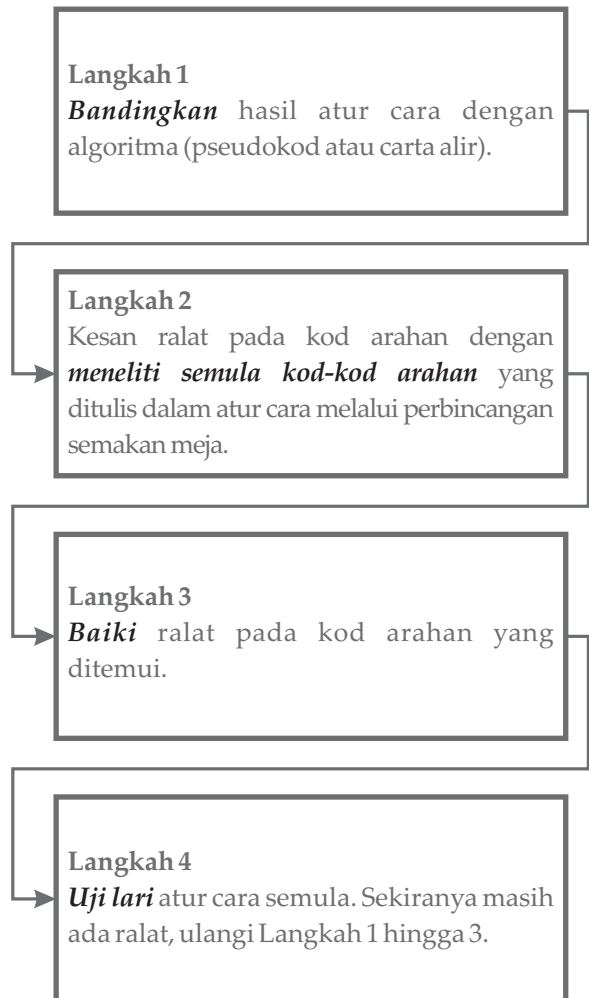 Langkah 1
Bandingkan hasil atur cara dengan
algoritma (pseudokod atau carta alir).
Langkah 2
Kesan ralat pada kod arahan dengan
meneliti semula kod-kod arahan yang
ditulis dalam atur cara melalui perbincangan
semakan meja.
Langkah 3
Baiki ralat pada kod arahan yang
ditemui.
Langkah 4
Uji lari atur cara semula. Sekiranya masih
ada ralat, ulangi Langkah 1 hingga 3.